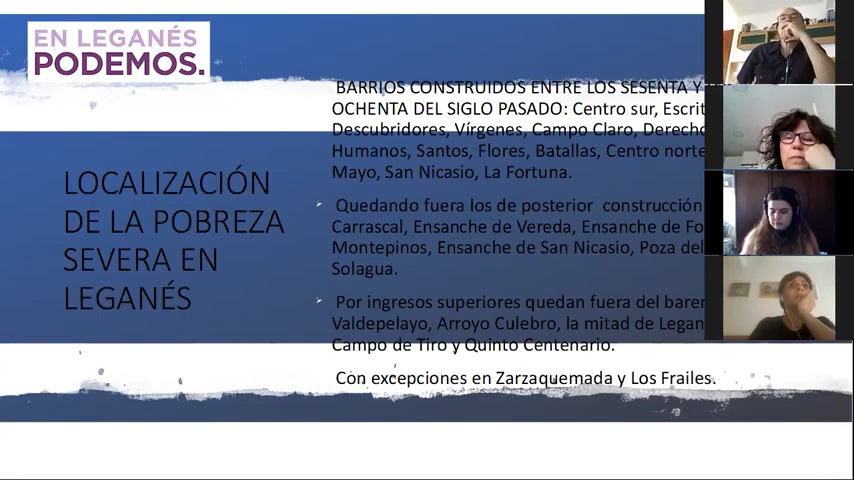 EN LEGANÉS
PODEMOS.
LOCALIZACIÓN
DE LA POBREZA
SEVERA EN
LEGANÉS
BARRIOS CONSTRUIDOS ENTRE LOS SESENTA Y
OCHENTA DEL SIGLO PASADO: Centro sur,
Descubridores, Vírgenes, Campo Claro,
Humanos, Santos, Flores, Batallas, Centro norte
Mayo, San Nicasio, La Fortuna.
Quedando fuera los de posterior construcción
Carrascal, Ensanche de Vereda, Ensanche de
Montepinos, Ensanche de San Nicasio, Poza del
Solagua.
Por ingresos superiores quedan fuera del
Valdepelayo, Arroyo Culebro, la mitad de
Campo de Tiro y Quinto Centenario.
Con excepciones en Zarzaquemada y Los Frailes.